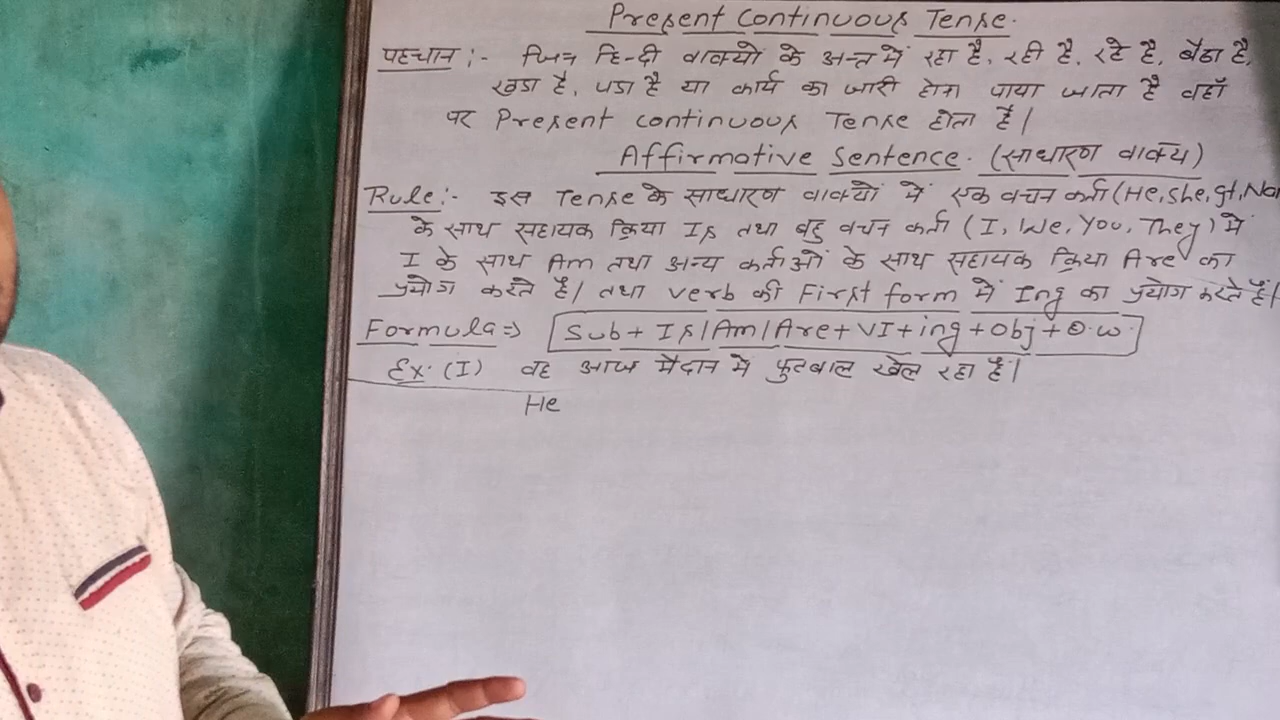 Present Continuous Tense.
पहचान :- जिन हिन्दी वाक्यों के अन्त में रहा है, रही है, रहे है, बैठा है,
खडा है, पडा है या कार्य का जारी होना पाया जाता है वहाँ
पर Present continuous Tense होता है।
Affirmative Sentence. (साधारण वाक्य)
Rule:- इस Tense के साधारण वाक्यों में एक वचन कर्ता (He, She, It, Na
के साथ सहायक क्रिया Is तथा बहु वचन कर्ता (I, We, You, They) में
I के साथ Am तथा अन्य कर्ताओं के साथ सहायक क्रिया Are का
प्रयोग करते है। तथा verb की First form में Ing का प्रयोग करते हैं।
Formula => Sub + Is/Am/Are + VI + ing + Obj + O.w.
Ex. (I) वह आज मैदान में फुटबाल खेल रहा है।
He